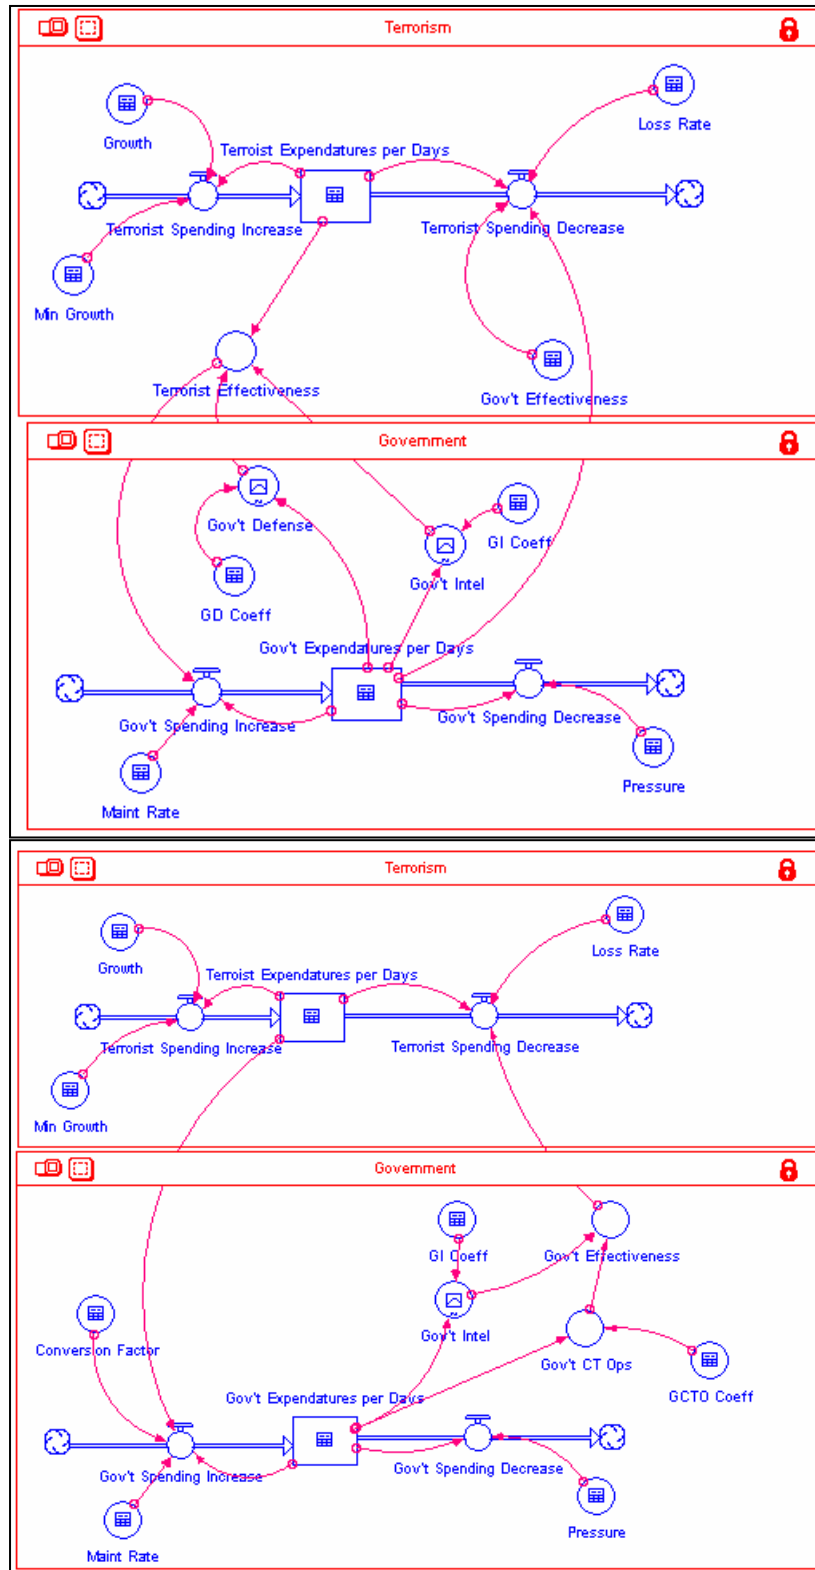 Terrorism
Growth
Loss Rate
Terroist Expendatures per Days
Terrorist Spending Increase
Terrorist Spending Decrease
Min Growth
Terrorist Effectiveness
Gov't Effectiveness
Government
Gov't Defense
GI Coeff
Gov't Intel
GD Coeff
Gov't Expenditures per Days
Gov't Spending Increase
Gov't Spending Decrease
Maint Rate
Pressure
Terrorism
Growth
Loss Rate
Terroist Expendatures per Days
Terrorist Spending Increase
Terrorist Spending Decrease
Min Growth
Government
GI Coeff
Gov't Effectiveness
Conversion Factor
Gov't Intel
Gov't CT Ops
GCTO Coeff
Gov't Expenditures per Days
Gov't Spending Increase
Gov't Spending Decrease
Maint Rate
Pressure